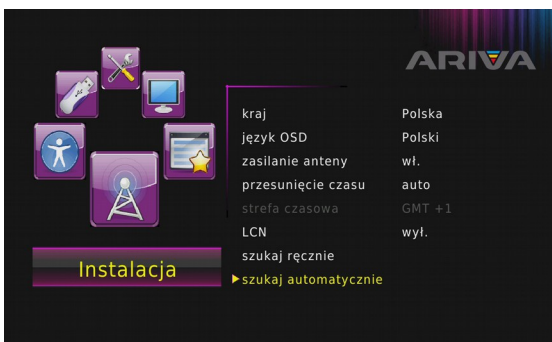 ARIVA
kraj Polska
język OSD Polski
zasilanie anteny wł.
przesunięcie czasu auto
strefa czasowa GMT +1
LCN wył.
szukaj ręcznie
szukaj automatycznie
Instalacja